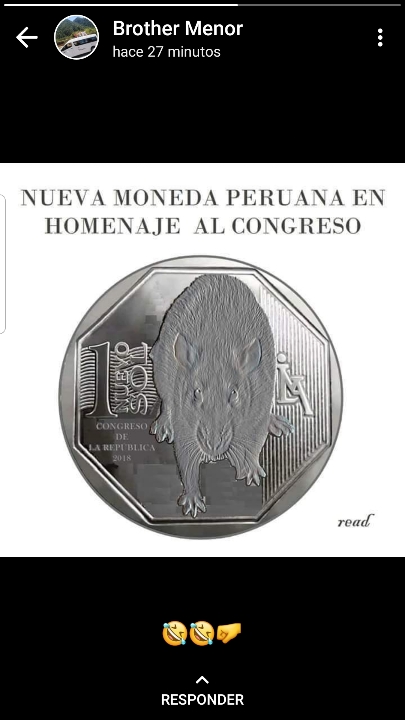 Brother Menor
hace 27 minutos
NUEVA MONEDA PERUANA EN
HOMENAJE AL CONGRESO
1 NUEVO
SOL
LIMA
CONGRESO
DE
LA REPUBLICA
2018
read
RESPONDER